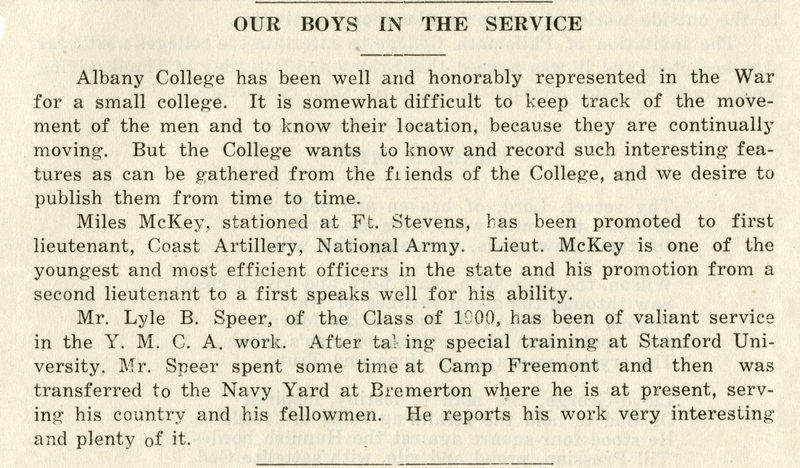 OUR BOYS IN THE SERVICE
Albany College has been well and honorably represented in the War
for a small college. It is somewhat difficult to keep track of the move-
ment of the men and to know their location, because they are continually
moving. But the College wants to know and record such interesting fea-
tures as can be gathered from the friends of the College, and we desire to
publish them from time to time.
Miles McKey, stationed at Ft. Stevens, has been promoted to first
lieutenant, Coast Artillery, National Army. Lieut. McKey is one of the
youngest and most efficient officers in the state and his promotion from a
second lieutenant to a first speaks well for his ability.
Mr. Lyle B. Speer, of the Class of 1900, has been of valiant service
in the Y. M. C. A. work. After taking special training at Stanford Uni-
versity. Mr. Speer spent some time at Camp Freemont and then was
transferred to the Navy Yard at Bremerton where he is at present, serv-
ing his country and his fellowmen. He reports his work very interesting
and plenty of it.